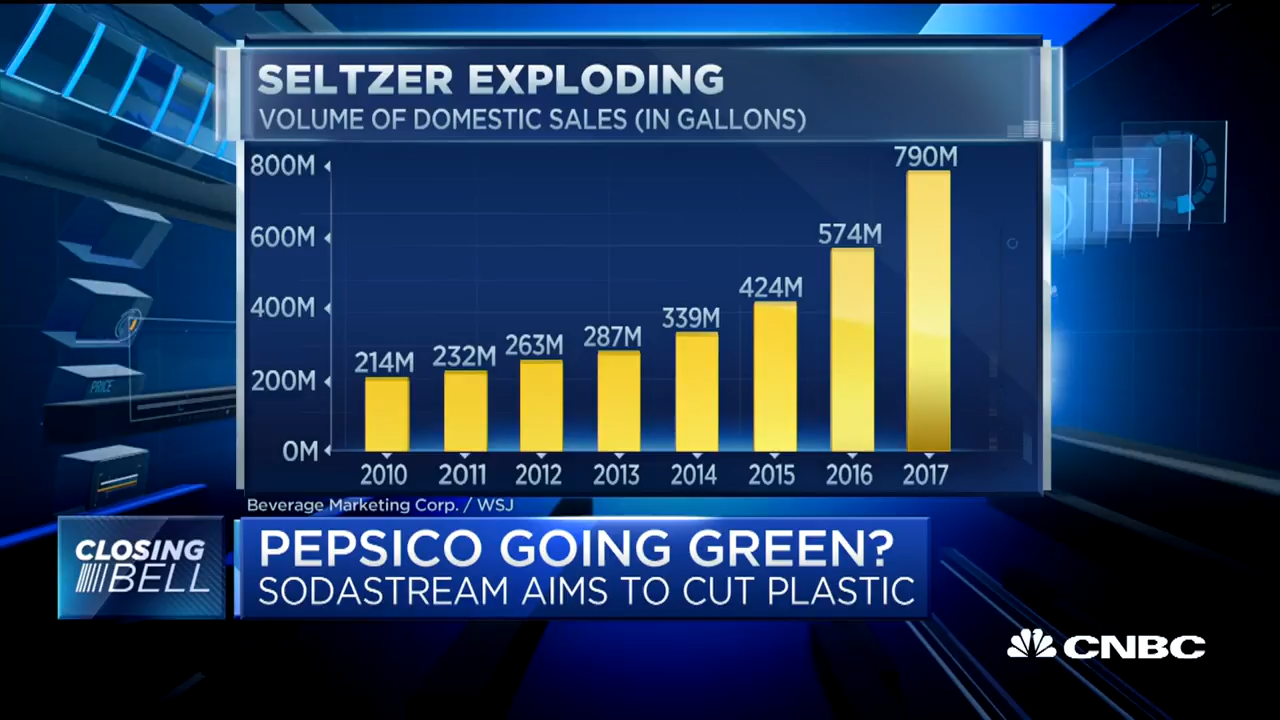 SELTZER EXPLODING
VOLUME OF DOMESTIC SALES (IN GALLONS)
800M
600M
400M
200M
0M
214M
232M
263M
287M
339M
424M
574M
790M
2010 2011 2012 2013 2014 2015 2016 2017
Beverage Marketing Corp. / WSJ
PRICE
CLOSING
BELL
PEPSICO GOING GREEN?
SODASTREAM AIMS TO CUT PLASTIC
CNBC